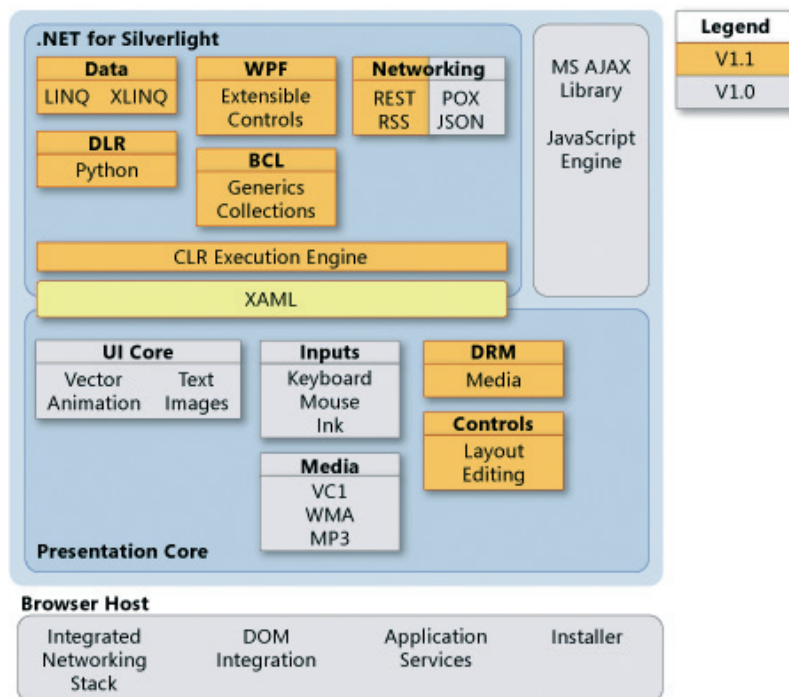 .NET for Silverlight
Data
LINQ XLINQ
WPF
Extensible
Controls
Networking
REST POX
RSS JSON
DLR
Python
BCL
Generics
Collections
CLR Execution Engine
XAML
MS AJAX
Library
JavaScript
Engine
Legend
V1.1
V1.0
UI Core
Vector Text
Animation Images
Inputs
Keyboard
Mouse
Ink
DRM
Media
Controls
Layout
Editing
Media
VC1
WMA
MP3
Presentation Core
Browser Host
Integrated
Networking
Stack
DOM
Integration
Application
Services
Installer